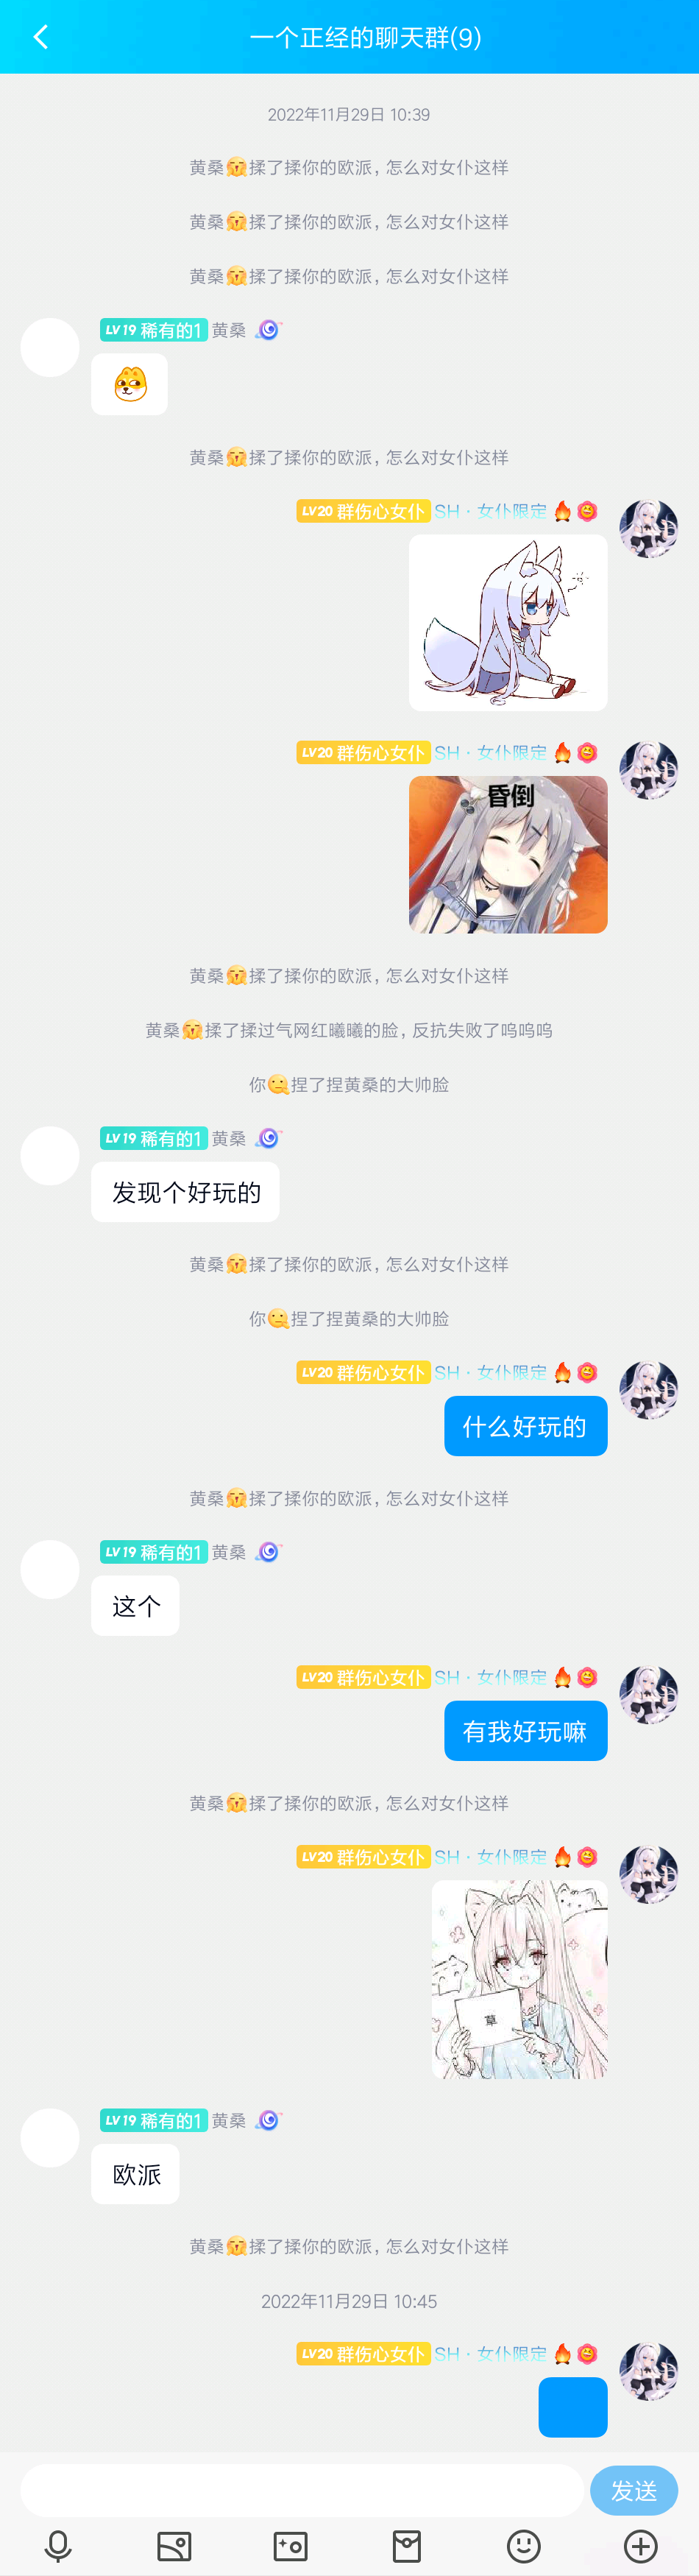 一个正经的聊天群(9)
2022年11月29日 10:39
黄桑揉了揉你的欧派，怎么对女仆这样
黄桑揉了揉你的欧派，怎么对女仆这样
黄桑揉了揉你的欧派，怎么对女仆这样
LV19 稀有的1 黄桑
黄桑揉了揉你的欧派，怎么对女仆这样
LV20 群伤心女仆 SH · 女仆限定
LV20 群伤心女仆 SH · 女仆限定
昏倒
黄桑揉了揉你的欧派，怎么对女仆这样
黄桑揉了揉过气网红曦曦的脸，反抗失败了呜呜呜
你捏了捏黄桑的大帅脸
LV19 稀有的1 黄桑
发现个好玩的
黄桑揉了揉你的欧派，怎么对女仆这样
你捏了捏黄桑的大帅脸
LV20 群伤心女仆 SH · 女仆限定
什么好玩的
黄桑揉了揉你的欧派，怎么对女仆这样
LV19 稀有的1 黄桑
这个
LV20 群伤心女仆 SH · 女仆限定
有我好玩嘛
黄桑揉了揉你的欧派，怎么对女仆这样
LV20 群伤心女仆 SH · 女仆限定
草
LV19 稀有的1 黄桑
欧派
黄桑揉了揉你的欧派，怎么对女仆这样
2022年11月29日 10:45
LV20 群伤心女仆 SH · 女仆限定
发送